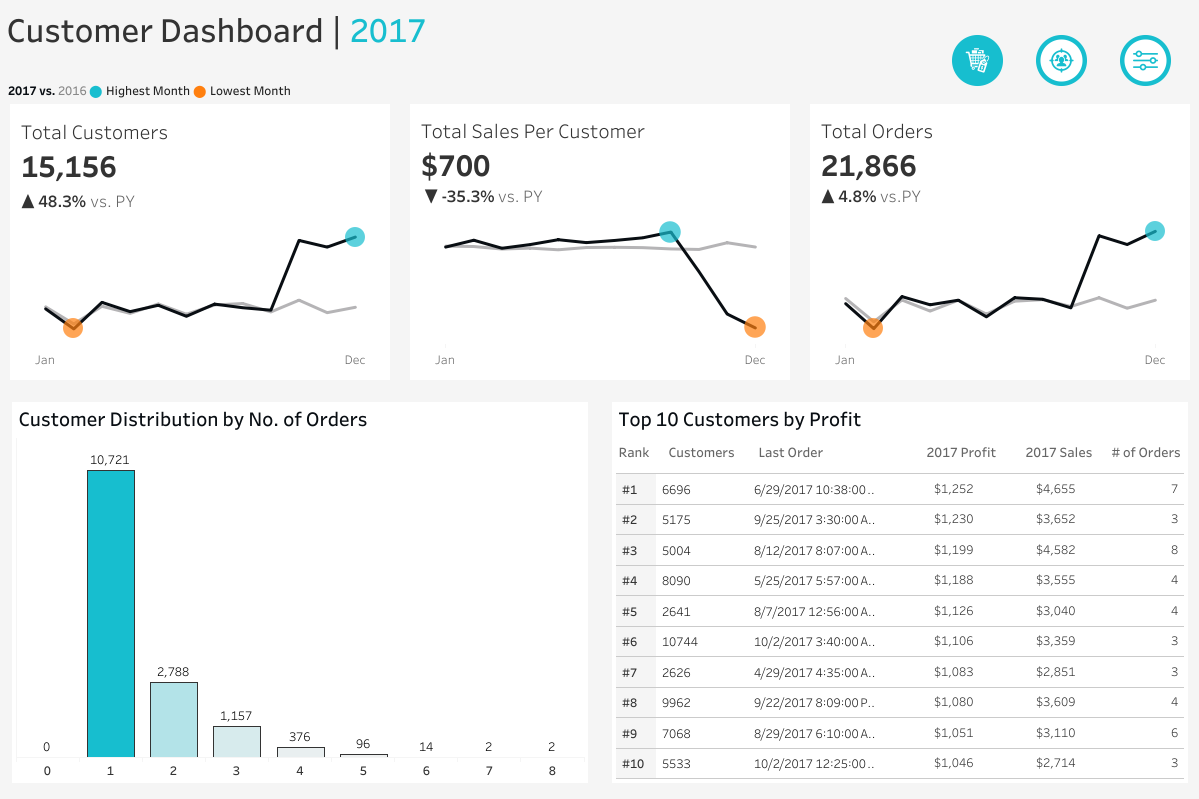 Customer Dashboard | 2017
2017 vs. 2016 Highest Month Lowest Month
Total Customers
15,156
▲ 48.3% vs. PY
Jan Dec
Total Sales Per Customer
$700
▼ -35.3% vs. PY
Jan Dec
Total Orders
21,866
▲ 4.8% vs.PY
Jan Dec
Customer Distribution by No. of Orders
0 10,721 2,788 1,157 376 96 14 2 2
0 1 2 3 4 5 6 7 8
Top 10 Customers by Profit
Rank Customers Last Order 2017 Profit 2017 Sales # of Orders
#1 6696 6/29/2017 10:38:00.. $1,252 $4,655 7
#2 5175 9/25/2017 3:30:00 A.. $1,230 $3,652 3
#3 5004 8/12/2017 8:07:00 A.. $1,199 $4,582 8
#4 8090 5/25/2017 5:57:00 A.. $1,188 $3,555 4
#5 2641 8/7/2017 12:56:00 A.. $1,126 $3,040 4
#6 10744 10/2/2017 3:40:00 A.. $1,106 $3,359 3
#7 2626 4/29/2017 4:35:00 A.. $1,083 $2,851 3
#8 9962 9/22/2017 8:09:00 P.. $1,080 $3,609 4
#9 7068 8/29/2017 6:10:00 A.. $1,051 $3,110 6
#10 5533 10/2/2017 12:25:00 .. $1,046 $2,714 3